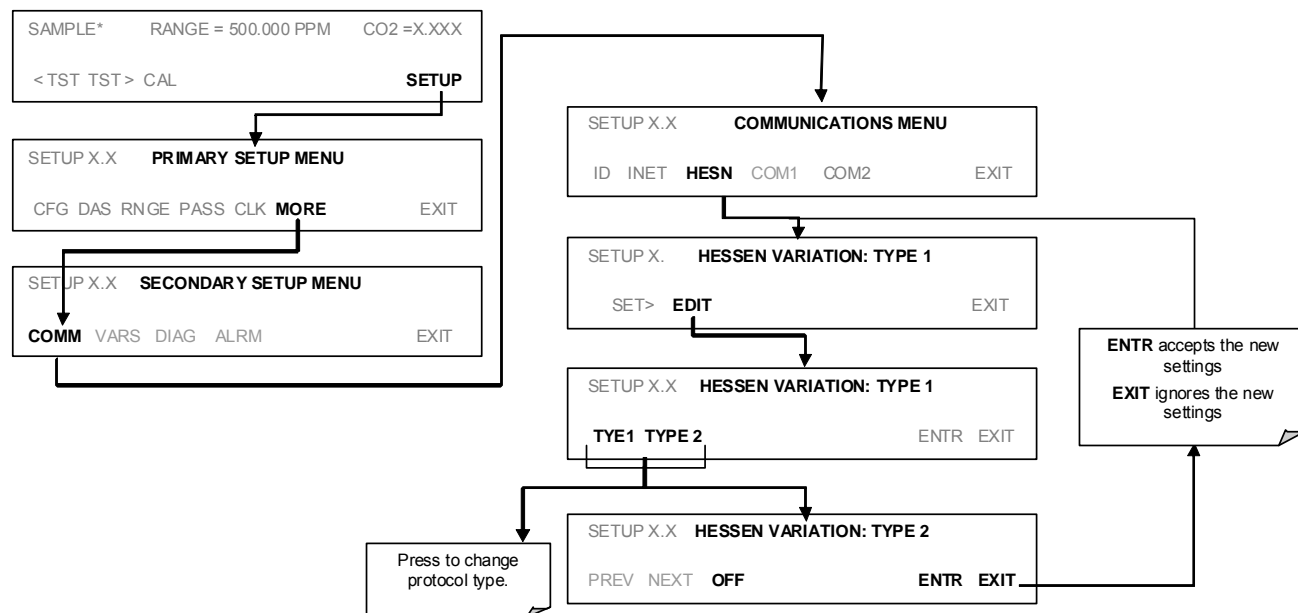 SAMPLE* RANGE = 500.000 PPM CO2 =X.XXX
< TST TST > CAL SETUP
SETUP X.X PRIMARY SETUP MENU
CFG DAS RNGE PASS CLK MORE EXIT
SETUP X.X SECONDARY SETUP MENU
COMM VARS DIAG ALRM EXIT
SETUP X.X COMMUNICATIONS MENU
ID INET HESN COM1 COM2 EXIT
SETUP X. HESSEN VARIATION: TYPE 1
SET> EDIT EXIT
SETUP X.X HESSEN VARIATION: TYPE 1
TYE1 TYPE 2 ENTR EXIT
Press to change
protocol type.
SETUP X.X HESSEN VARIATION: TYPE 2
PREV NEXT OFF ENTR EXIT
ENTR accepts the new
settings
EXIT ignores the new
settings